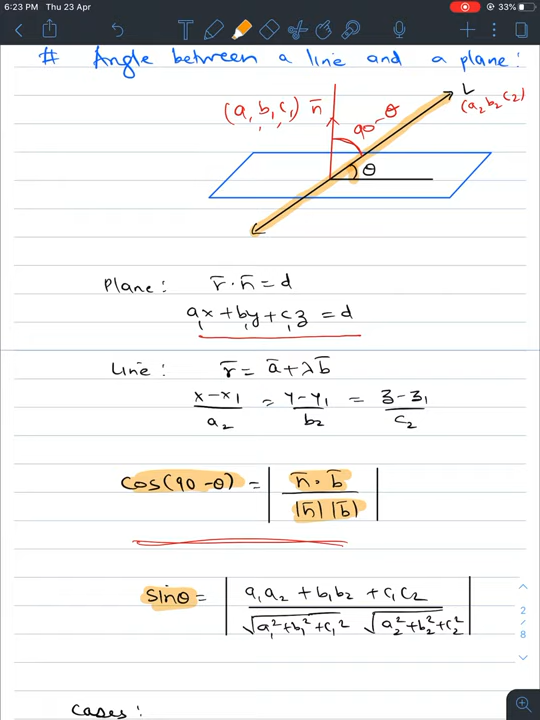 6:23 PM Thu 23 Apr 33%
# Angle between a line and a plane:
(a₁ b₁ c₁) n̄
90-θ
L
(a₂ b₂ c₂)
θ
Plane: r̄ · n̄ = d
a₁x + b₁y + c₁z = d
Line: r̄ = ā + λb̄
x-x₁/a₂ = y-y₁/b₂ = z-z₁/c₂
cos(90-θ) = | n̄ · b̄ / |n̄| |b̄| |
sinθ = | a₁a₂ + b₁b₂ + c₁c₂ / √a₁²+b₁²+c₁² √a₂²+b₂²+c₂² |
2/8
cases: